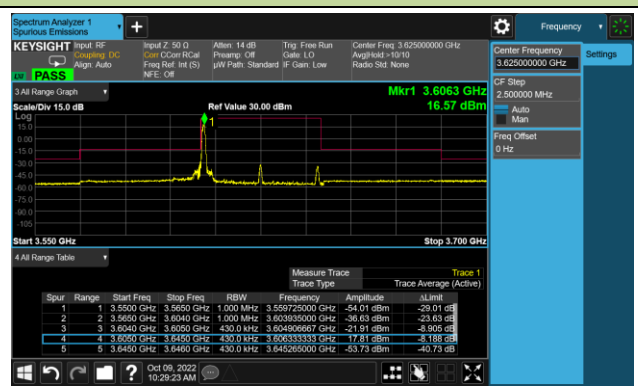 Spectrum Analyzer 1
Spurious Emissions
+
Frequency
KEYSIGHT
Input: RF
Coupling: DC
Align: Auto
Input Z: 50 Ω
Corr CCorr RCal
Freq Ref: Int (S)
NFE: Off
Atten: 14 dB
Preamp: Off
µW Path: Standard
Trig: Free Run
Gate: LO
IF Gain: Low
Center Freq: 3.625000000 GHz
Avg|Hold:>10/10
Radio Std: None
PASS
Center Frequency
3.625000000 GHz
Settings
CF Step
2.500000 MHz
Auto
Man
Freq Offset
0 Hz
3 All Range Graph
Mkr1 3.6063 GHz
16.57 dBm
Scale/Div 15.0 dB
Ref Value 30.00 dBm
Log
15.0
0.00
-15.0
-30.0
-45.0
-60.0
-75.0
-90.0
-105
1
Start 3.550 GHz
Stop 3.700 GHz
4 All Range Table
Measure Trace Trace 1
Trace Type Trace Average (Active)
Spur Range Start Freq Stop Freq RBW Frequency Amplitude ΔLimit
1 1 3.5500 GHz 3.5650 GHz 1.000 MHz 3.559725000 GHz -54.01 dBm -29.01 dB
2 2 3.5650 GHz 3.6040 GHz 1.000 MHz 3.603935000 GHz -36.63 dBm -23.63 dB
3 3 3.6040 GHz 3.6050 GHz 430.0 kHz 3.604906667 GHz -21.91 dBm -8.905 dB
4 4 3.6050 GHz 3.6450 GHz 430.0 kHz 3.606333333 GHz 17.81 dBm -8.188 dB
5 5 3.6450 GHz 3.6460 GHz 430.0 kHz 3.645265000 GHz -53.73 dBm -40.73 dB
?
Oct 09, 2022
10:29:23 AM